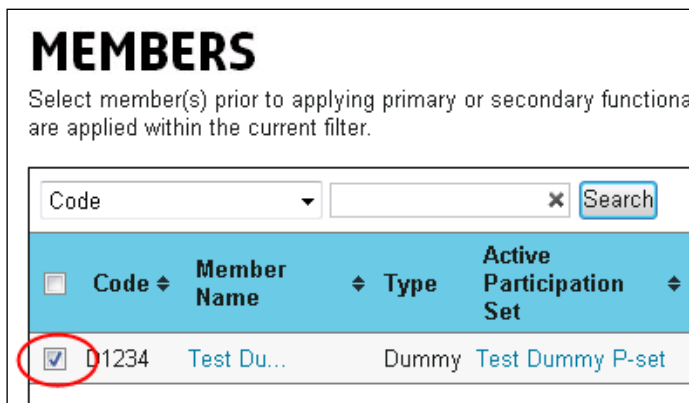 MEMBERS
Select member(s) prior to applying primary or secondary
are applied within the current filter.
Code Search
Code Member Name Type Active Participation Set
D1234 Test Du... Dummy Test Dummy P-set